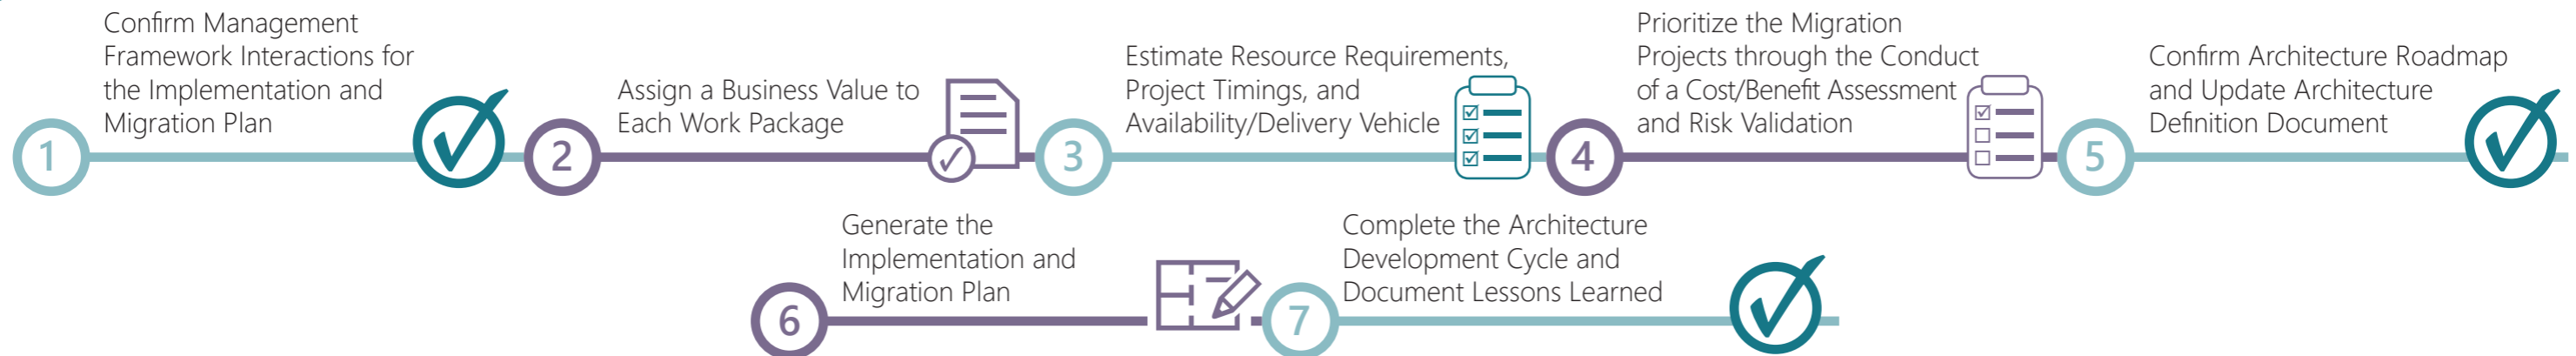 1
Confirm Management
Framework Interactions for
the Implementation and
Migration Plan
2
Assign a Business Value to
Each Work Package
3
Estimate Resource Requirements,
Project Timings, and
Availability/Delivery Vehicle
4
Prioritize the Migration
Projects through the Conduct
of a Cost/Benefit Assessment
and Risk Validation
5
Confirm Architecture Roadmap
and Update Architecture
Definition Document
6
Generate the
Implementation and
Migration Plan
7
Complete the Architecture
Development Cycle and
Document Lessons Learned